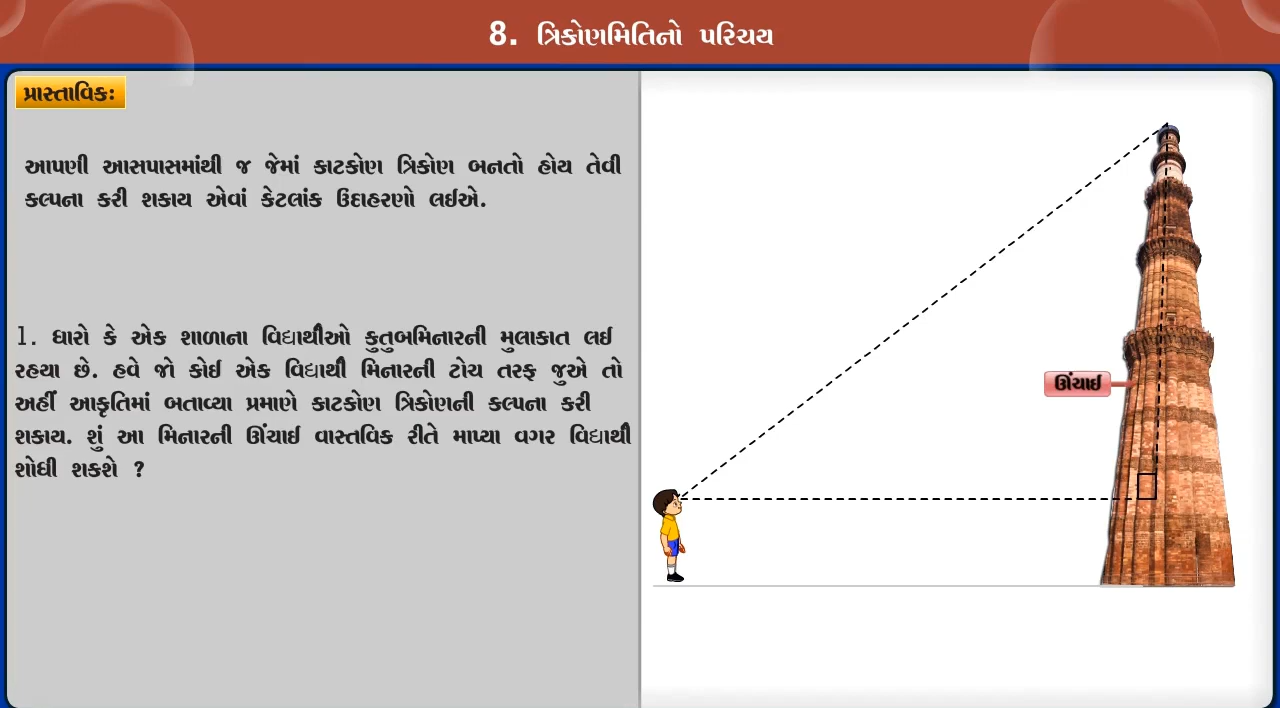 8. ત્રિકોણમિતિનો પરિચય
પ્રાસ્તાવિકઃ
આપણી આસપાસમાંથી જ જેમાં કાટકોણ ત્રિકોણ બનતો હોય તેવી
કલ્પના કરી શકાય એવાં કેટલાંક ઉદાહરણો લઈએ.
1. ધારો કે એક શાળાના વિદ્યાર્થીઓ કુતુબમિનારની મુલાકાત લઈ
રહયા છે. હવે જો કોઈ એક વિદ્યાર્થી મિનારની ટોચ તરફ જુએ તો
અહીં આકૃતિમાં બતાવ્યા પ્રમાણે કાટકોણ ત્રિકોણની કલ્પના કરી
શકાય. શું આ મિનારની ઊંચાઈ વાસ્તવિક રીતે માપ્યા વગર વિદ્યાર્થી
શોધી શકશે ?
ઊંચાઈ